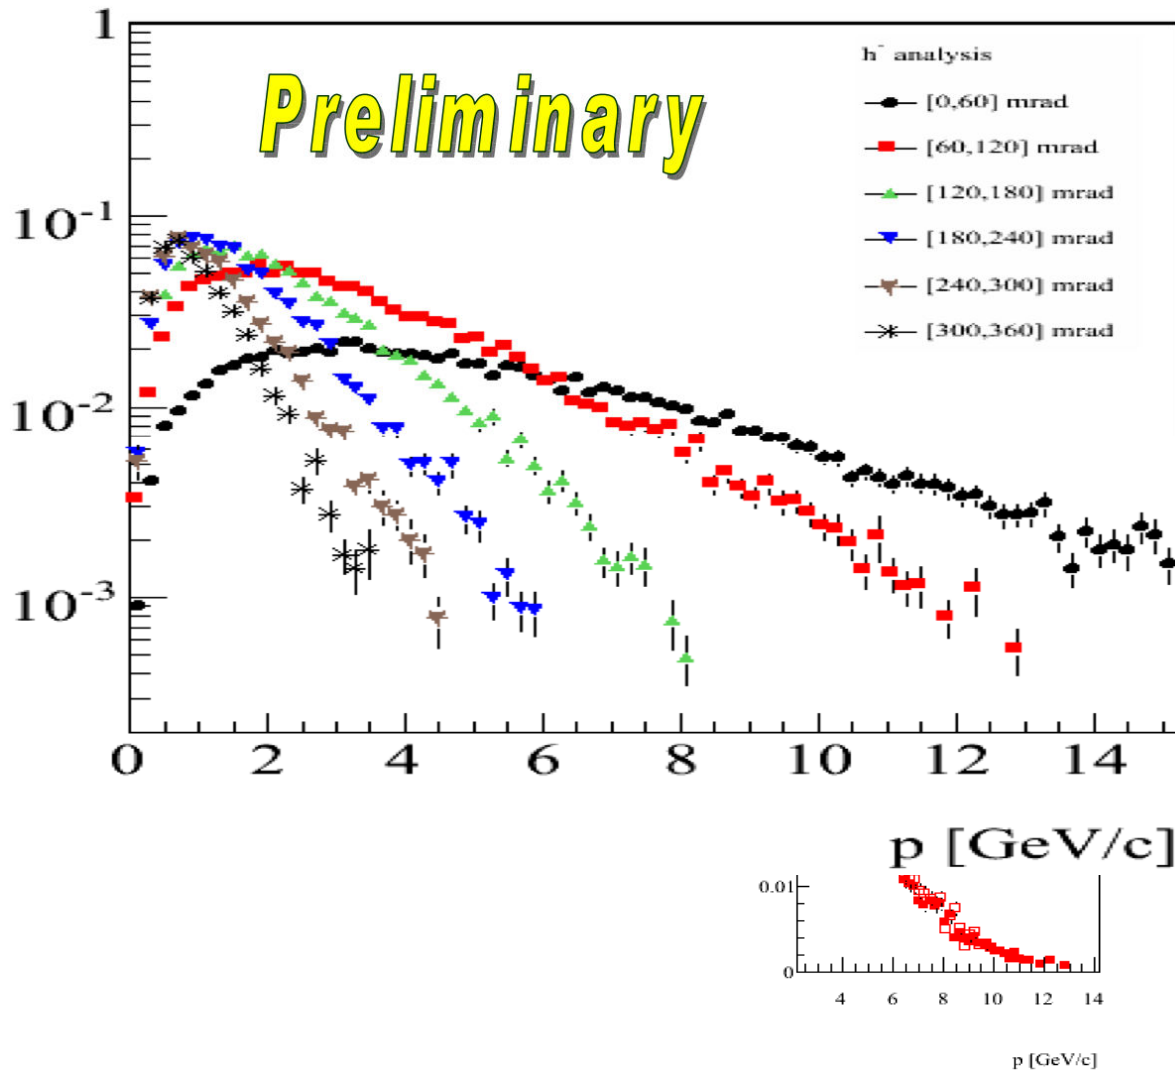 1
h⁻ analysis
Preliminary
[0,60] mrad
[60,120] mrad
10⁻¹
[120,180] mrad
[180,240] mrad
[240,300] mrad
[300,360] mrad
10⁻²
10⁻³
0 2 4 6 8 10 12 14
p [GeV/c]
0.01
0
4 6 8 10 12 14
p [GeV/c]